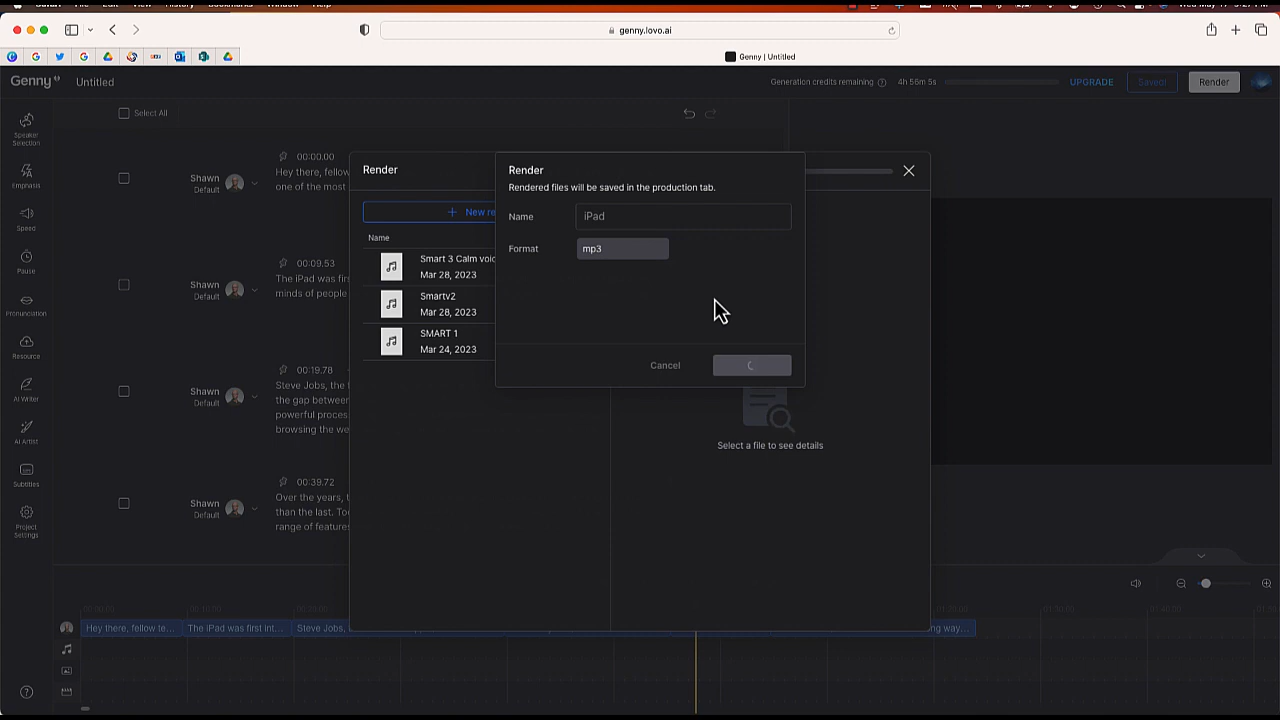 genny.lovo.ai
Genny | Untitled
Genny
Untitled
Generation credits remaining
4h 56m 5s
UPGRADE
Saved!
Render
Select All
Speaker
Selection
Emphasis
Speed
Pause
Pronunciation
Resource
AI Writer
AI Artist
Subtitles
Project
Settings
00:00.00
Shawn
Default
Hey there, fellow
one of the most
00:09.53
Shawn
Default
The iPad was firs
minds of people
00:19.78
Shawn
Default
Steve Jobs, the
the gap between
powerful proces
browsing the we
00:39.72
Shawn
Default
Over the years, t
than the last. To
range of features
Render
New re
Name
Smart 3 Calm voic
Mar 28, 2023
Smartv2
Mar 28, 2023
SMART 1
Mar 24, 2023
Render
Rendered files will be saved in the production tab.
Name
iPad
Format
mp3
Cancel
Select a file to see details
Hey there, fellow te...
The iPad was first int...
Steve Jobs,
ng way...